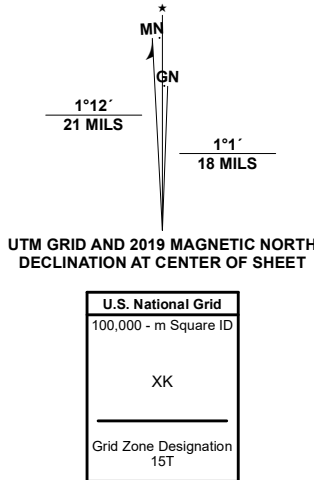 ★
MN
GN
1°12´
21 MILS
1°1´
18 MILS
UTM GRID AND 2019 MAGNETIC NORTH
DECLINATION AT CENTER OF SHEET
U.S. National Grid
100,000 - m Square ID
XK
Grid Zone Designation
15T